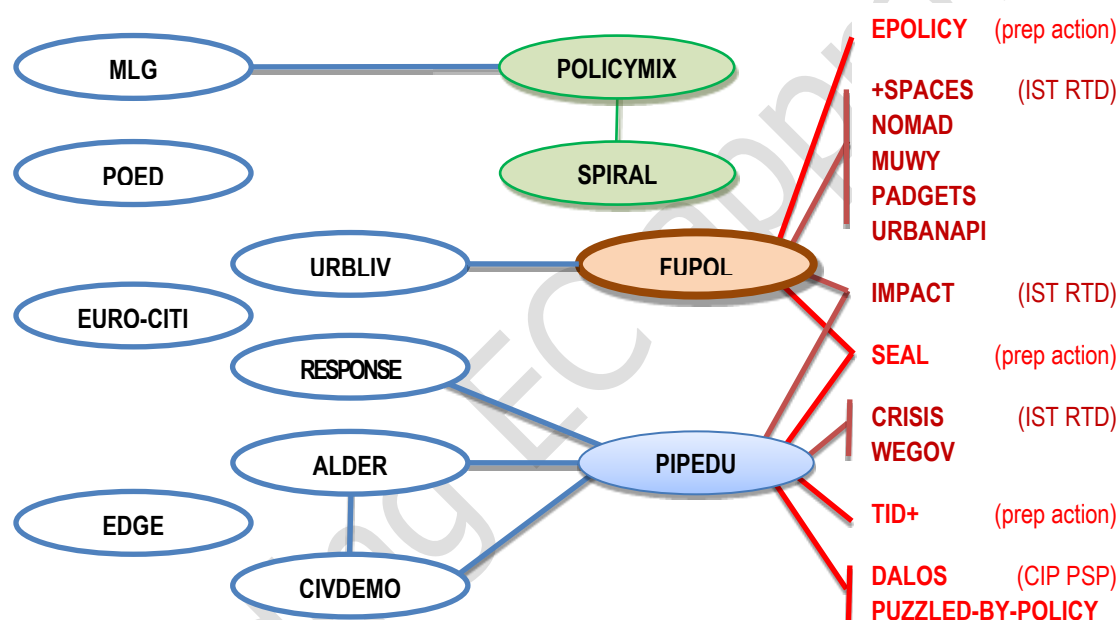 EPOLICY (prep action)
MLG
POLICYMIX
+SPACES (IST RTD)
NOMAD
MUWY
PADGETS
URBANAPI
POED
SPIRAL
URBLIV
FUPOL
IMPACT (IST RTD)
EURO-CITI
SEAL (prep action)
RESPONSE
CRISIS (IST RTD)
WEGOV
ALDER
PIPEDU
EDGE
TID+ (prep action)
CIVDEMO
DALOS (CIP PSP)
PUZZLED-BY-POLICY